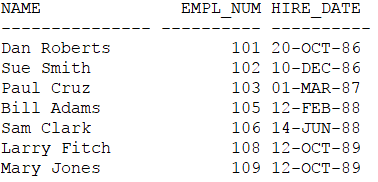 NAME            EMPL_NUM HIRE_DATE
--------------- ---------- ----------
Dan Roberts            101 20-OCT-86
Sue Smith              102 10-DEC-86
Paul Cruz              103 01-MAR-87
Bill Adams             105 12-FEB-88
Sam Clark              106 14-JUN-88
Larry Fitch            108 12-OCT-89
Mary Jones             109 12-OCT-89